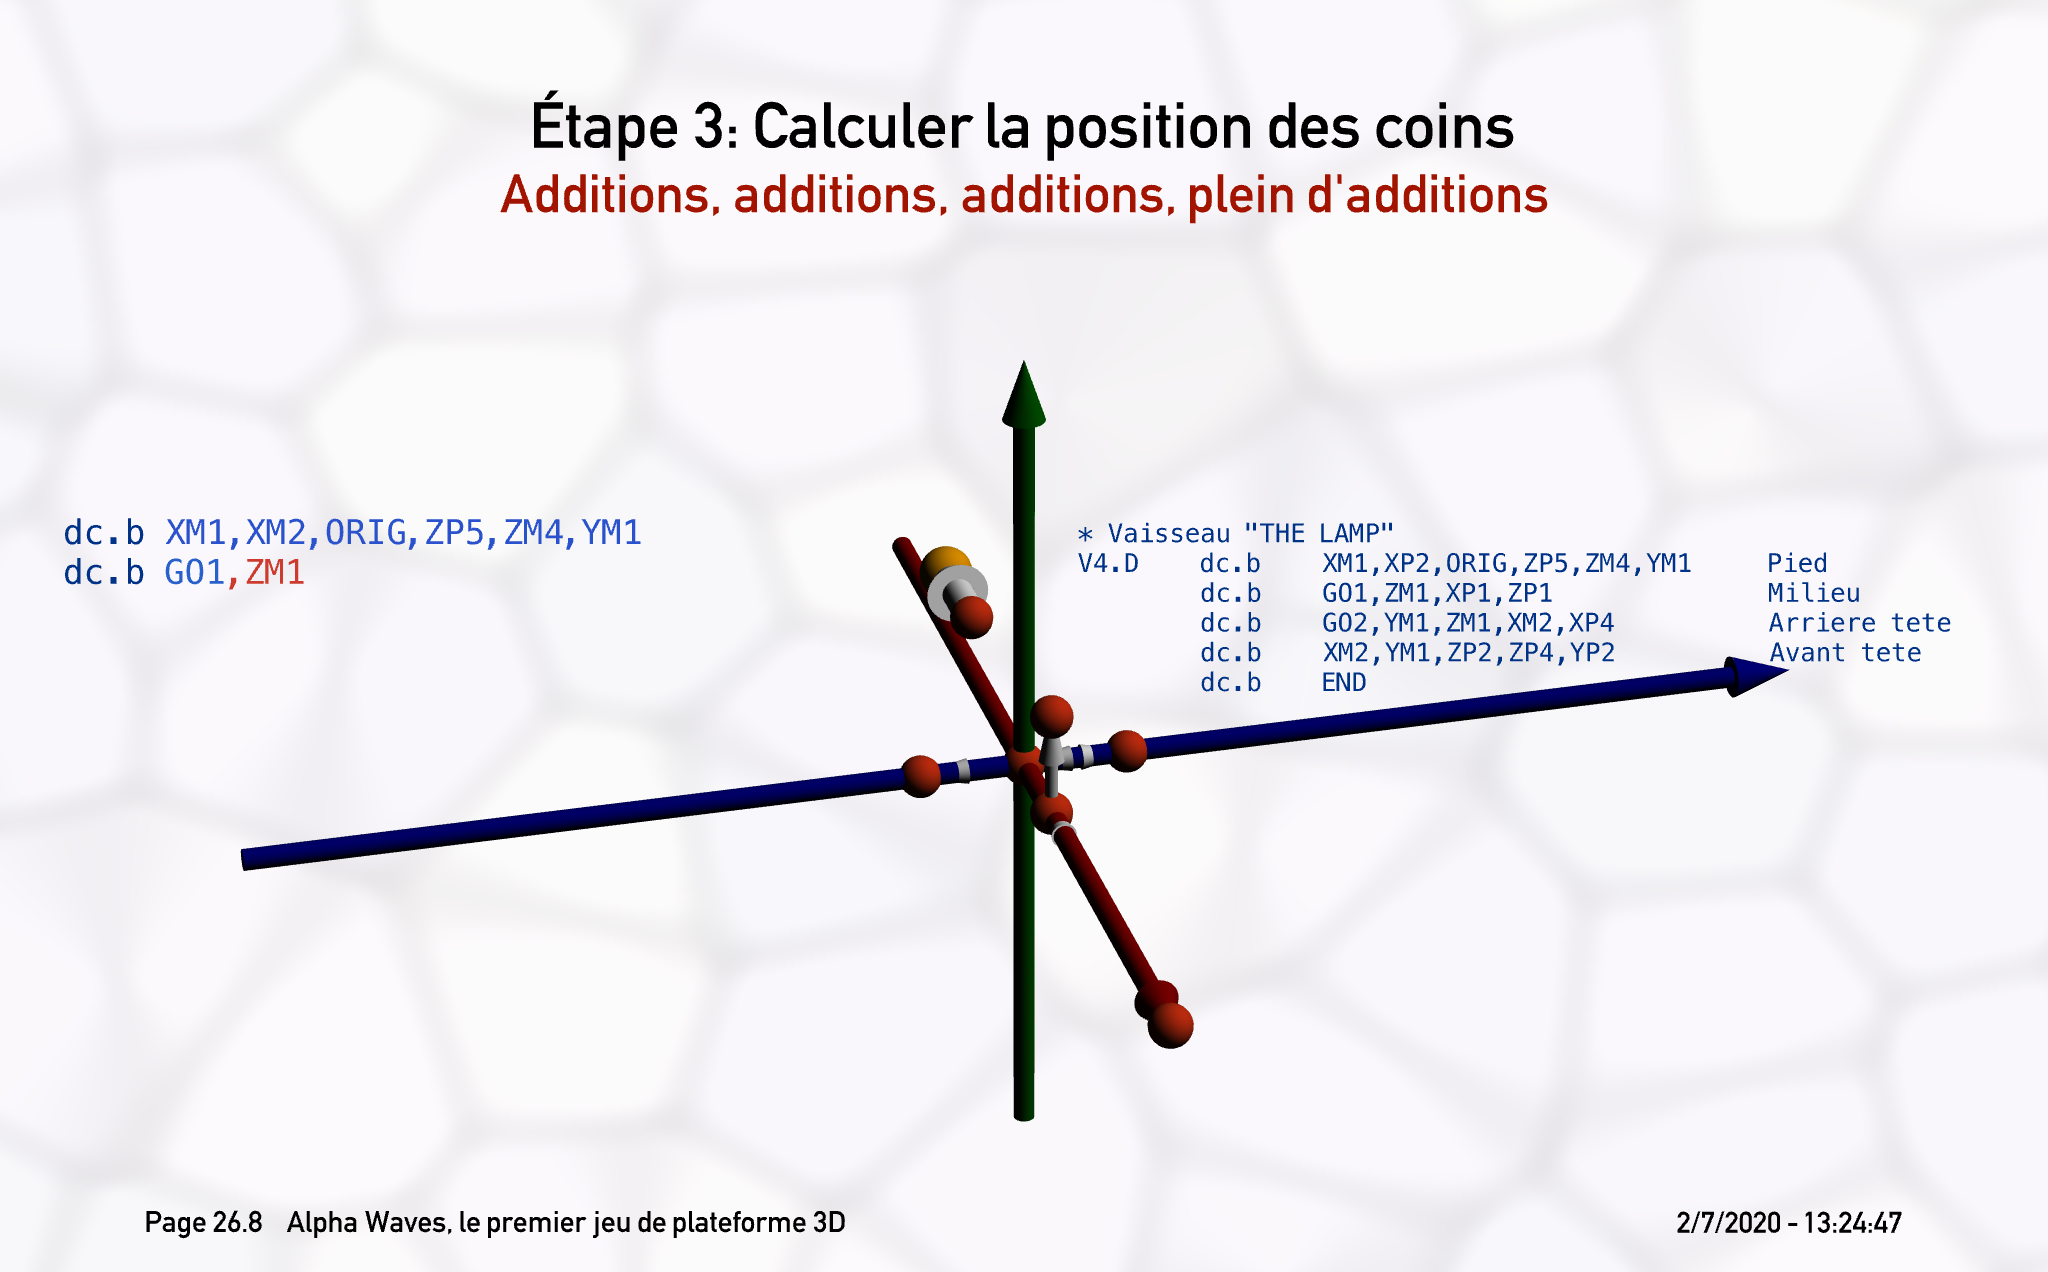 Étape 3: Calculer la position des coins
Additions, additions, additions, plein d'additions
dc.b XM1,XM2,ORIG,ZP5,ZM4,YM1
dc.b GO1,ZM1
* Vaisseau "THE LAMP"
V4.D dc.b XM1,XP2,ORIG,ZP5,ZM4,YM1 Pied
dc.b GO1,ZM1,XP1,ZP1 Milieu
dc.b GO2,YM1,ZM1,XM2,XP4 Arriere tete
dc.b XM2,YM1,ZP2,ZP4,YP2 Avant tete
dc.b END
Page 26.8 Alpha Waves, le premier jeu de plateforme 3D
2/7/2020 - 13:24:47